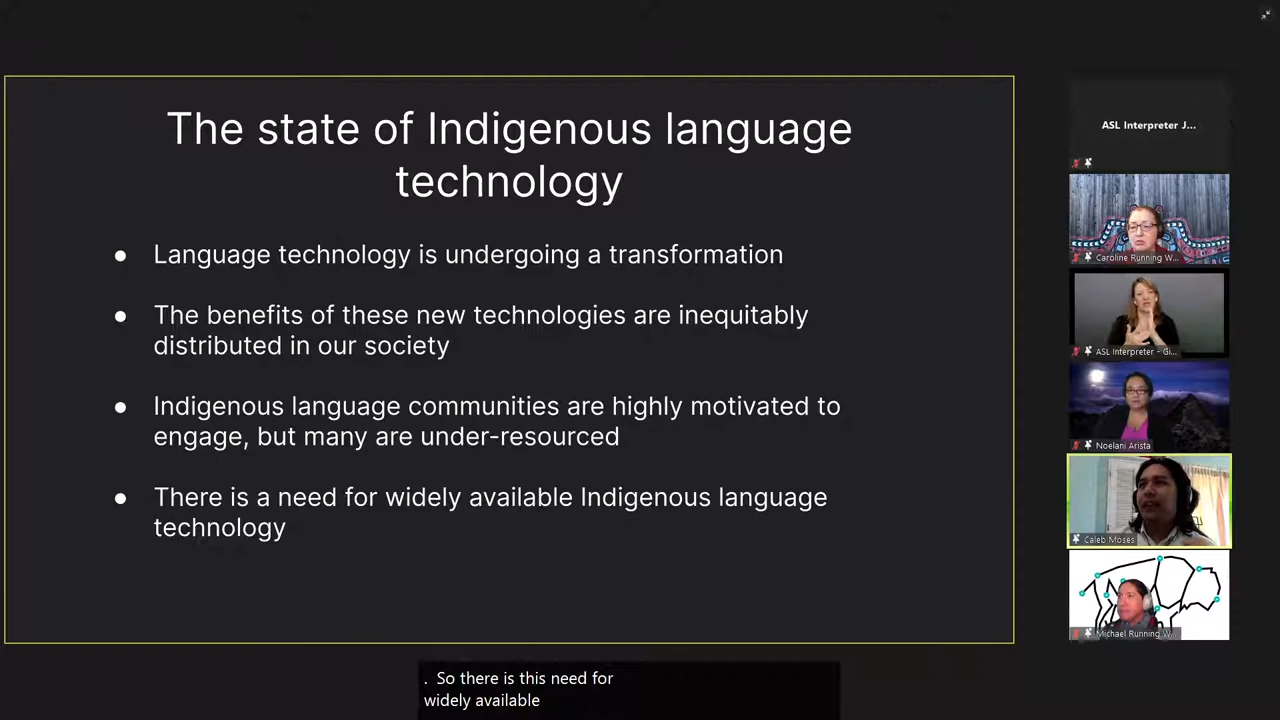 The state of Indigenous language
technology
● Language technology is undergoing a transformation
● The benefits of these new technologies are inequitably
distributed in our society
● Indigenous language communities are highly motivated to
engage, but many are under-resourced
● There is a need for widely available Indigenous language
technology
ASL Interpreter J...
Caroline Running W...
ASL Interpreter - Gi...
Noelani Arista
Caleb Moses
Michael Running W...
. So there is this need for
widely available